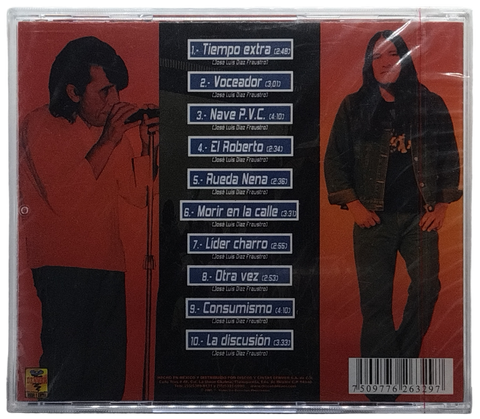 1.- Tiempo extra (2:48)
(José Luis Díaz Fraustro)
2.- Voceador (3:01)
(José Luis Díaz Fraustro)
3.- Nave P.V.C. (4:10)
(José Luis Díaz Fraustro)
4.- El Roberto (2:34)
(José Luis Díaz Fraustro)
5.- Rueda Nena (2:36)
(José Luis Díaz Fraustro)
6.- Morir en la calle (3:31)
(José Luis Díaz Fraustro)
7.- Lider charro (2:55)
(José Luis Díaz Fraustro)
8.- Otra vez (2:53)
(José Luis Díaz Fraustro)
9.- Consumismo (4:10)
(José Luis Díaz Fraustro)
10.- La discusión (3:33)
(José Luis Díaz Fraustro)
7 509776 263297